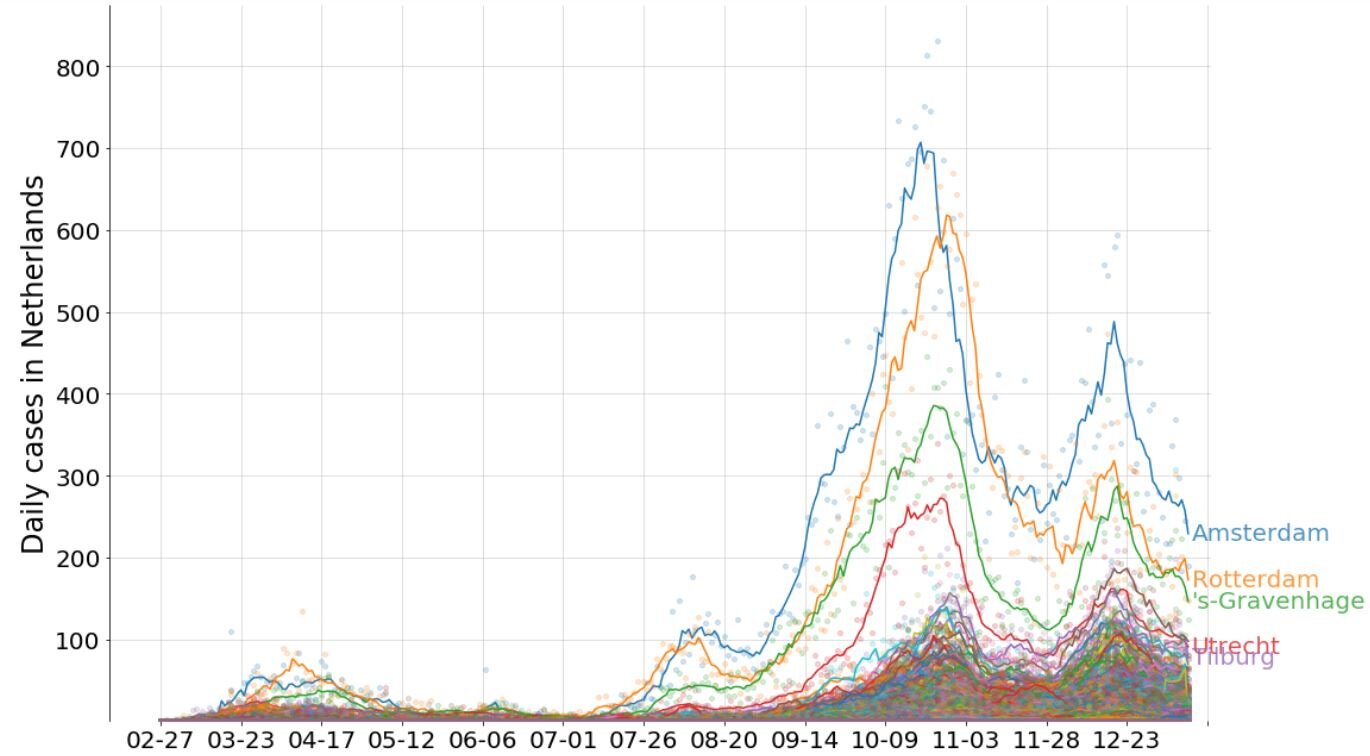 Daily cases in Netherlands
800
700
600
500
400
300
200
100
Amsterdam
Rotterdam
's-Gravenhage
Utrecht
Tilburg
02-27 03-23 04-17 05-12 06-06 07-01 07-26 08-20 09-14 10-09 11-03 11-28 12-23